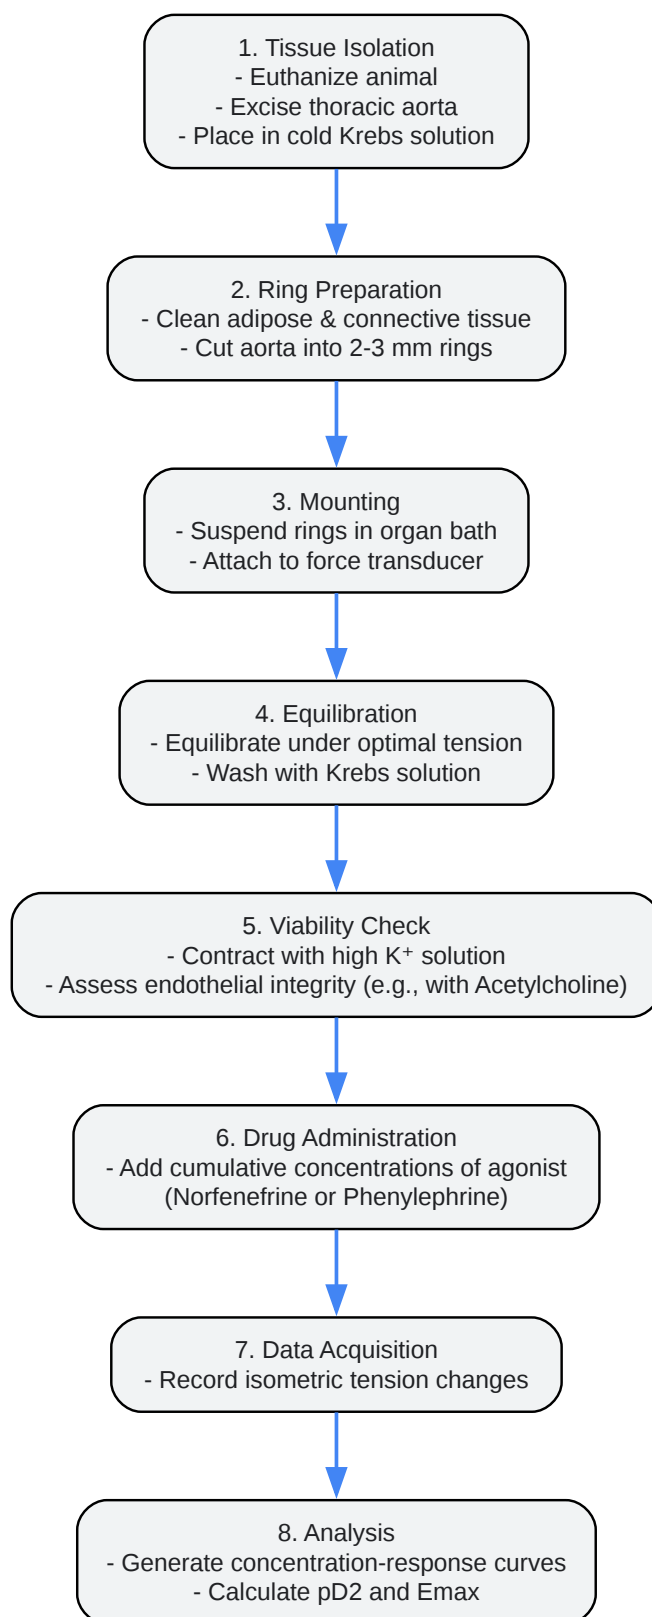 1. Tissue Isolation
- Euthanize animal
- Excise thoracic aorta
- Place in cold Krebs solution
2. Ring Preparation
- Clean adipose & connective tissue
- Cut aorta into 2-3 mm rings
3. Mounting
- Suspend rings in organ bath
- Attach to force transducer
4. Equilibration
- Equilibrate under optimal tension
- Wash with Krebs solution
5. Viability Check
- Contract with high K⁺ solution
- Assess endothelial integrity (e.g., with Acetylcholine)
6. Drug Administration
- Add cumulative concentrations of agonist
(Norfenefrine or Phenylephrine)
7. Data Acquisition
- Record isometric tension changes
8. Analysis
- Generate concentration-response curves
- Calculate pD2 and Emax